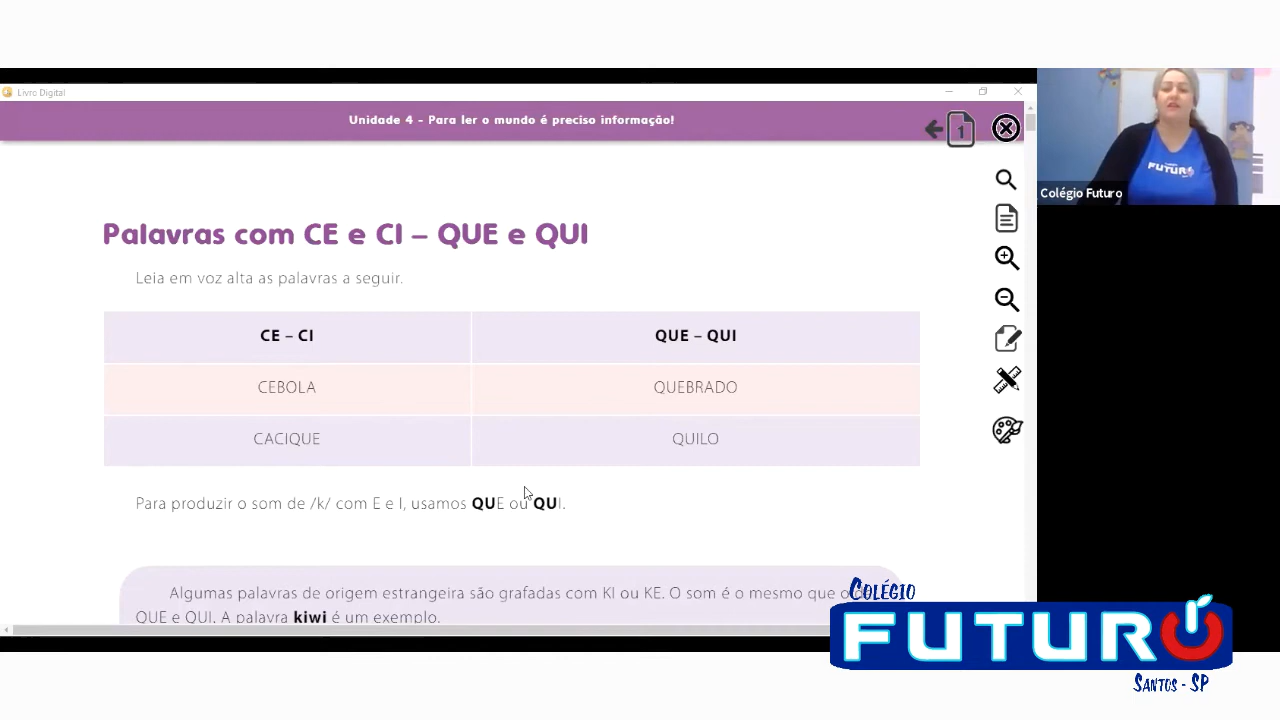 Livro Digital
Unidade 4 - Para ler o mundo é preciso informação!
1
Palavras com CE e CI – QUE e QUI
Leia em voz alta as palavras a seguir.
CE – CI
QUE – QUI
CEBOLA
QUEBRADO
CACIQUE
QUILO
Para produzir o som de /k/ com E e I, usamos QUE ou QUI.
Algumas palavras de origem estrangeira são grafadas com KI ou KE. O som é o mesmo que o
QUE e QUI. A palavra kiwi é um exemplo.
FUTURO
Colégio Futuro
COLÉGIO
FUTURO
SANTOS - SP